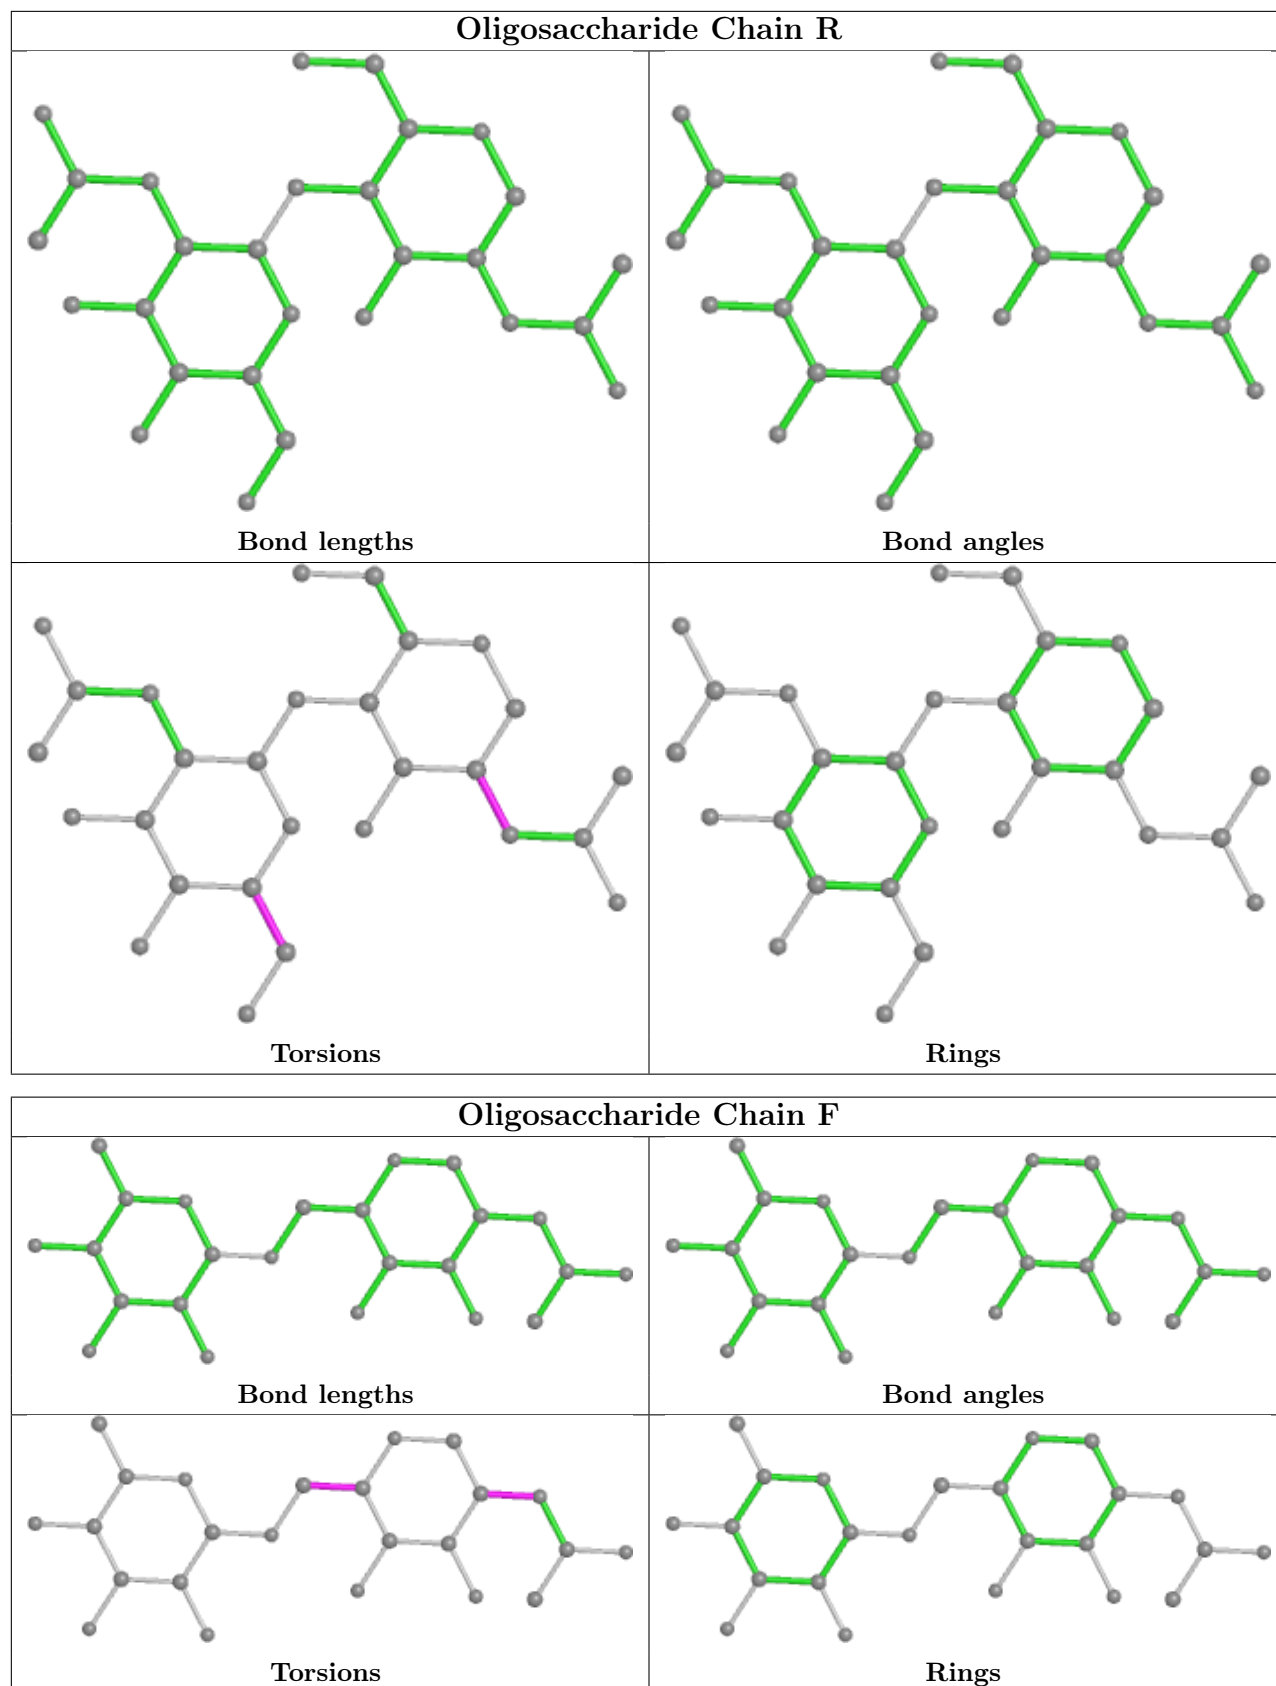 Oligosaccharide Chain R
Bond lengths
Bond angles
Torsions
Rings
Oligosaccharide Chain F
Bond lengths
Bond angles
Torsions
Rings